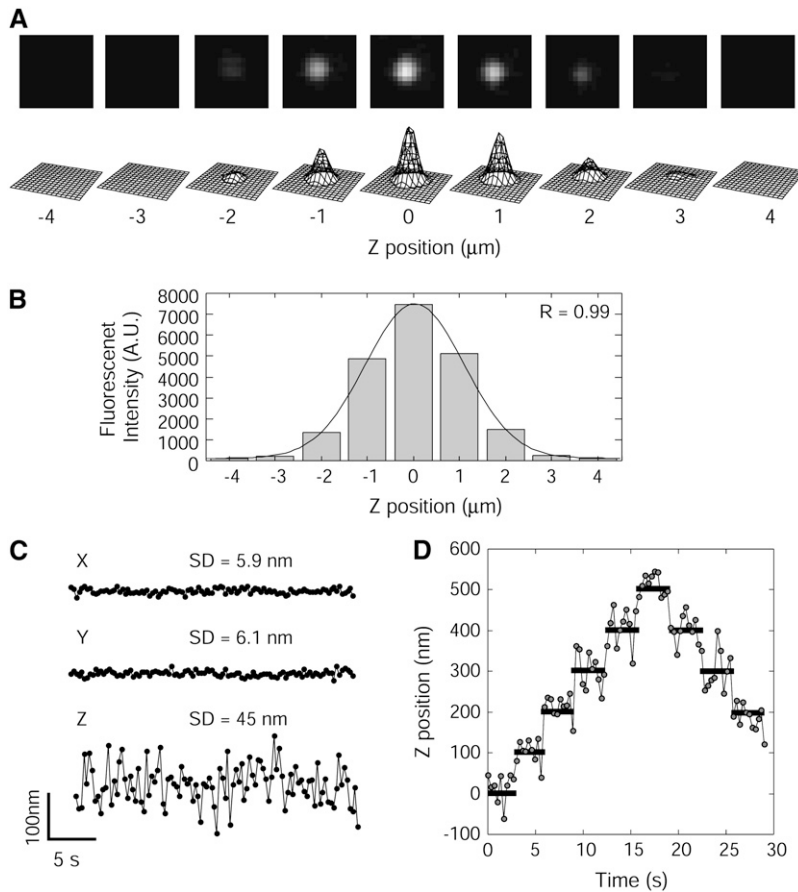 A
-4 -3 -2 -1 0 1 2 3 4
Z position (μm)
B
Fluorescenet
Intensity (A.U.)
8000
7000
6000
5000
4000
3000
2000
1000
0
R = 0.99
-4 -3 -2 -1 0 1 2 3 4
Z position (μm)
C
X SD = 5.9 nm
Y SD = 6.1 nm
Z SD = 45 nm
100nm
5 s
D
Z position (nm)
600
500
400
300
200
100
0
-100
0 5 10 15 20 25 30
Time (s)